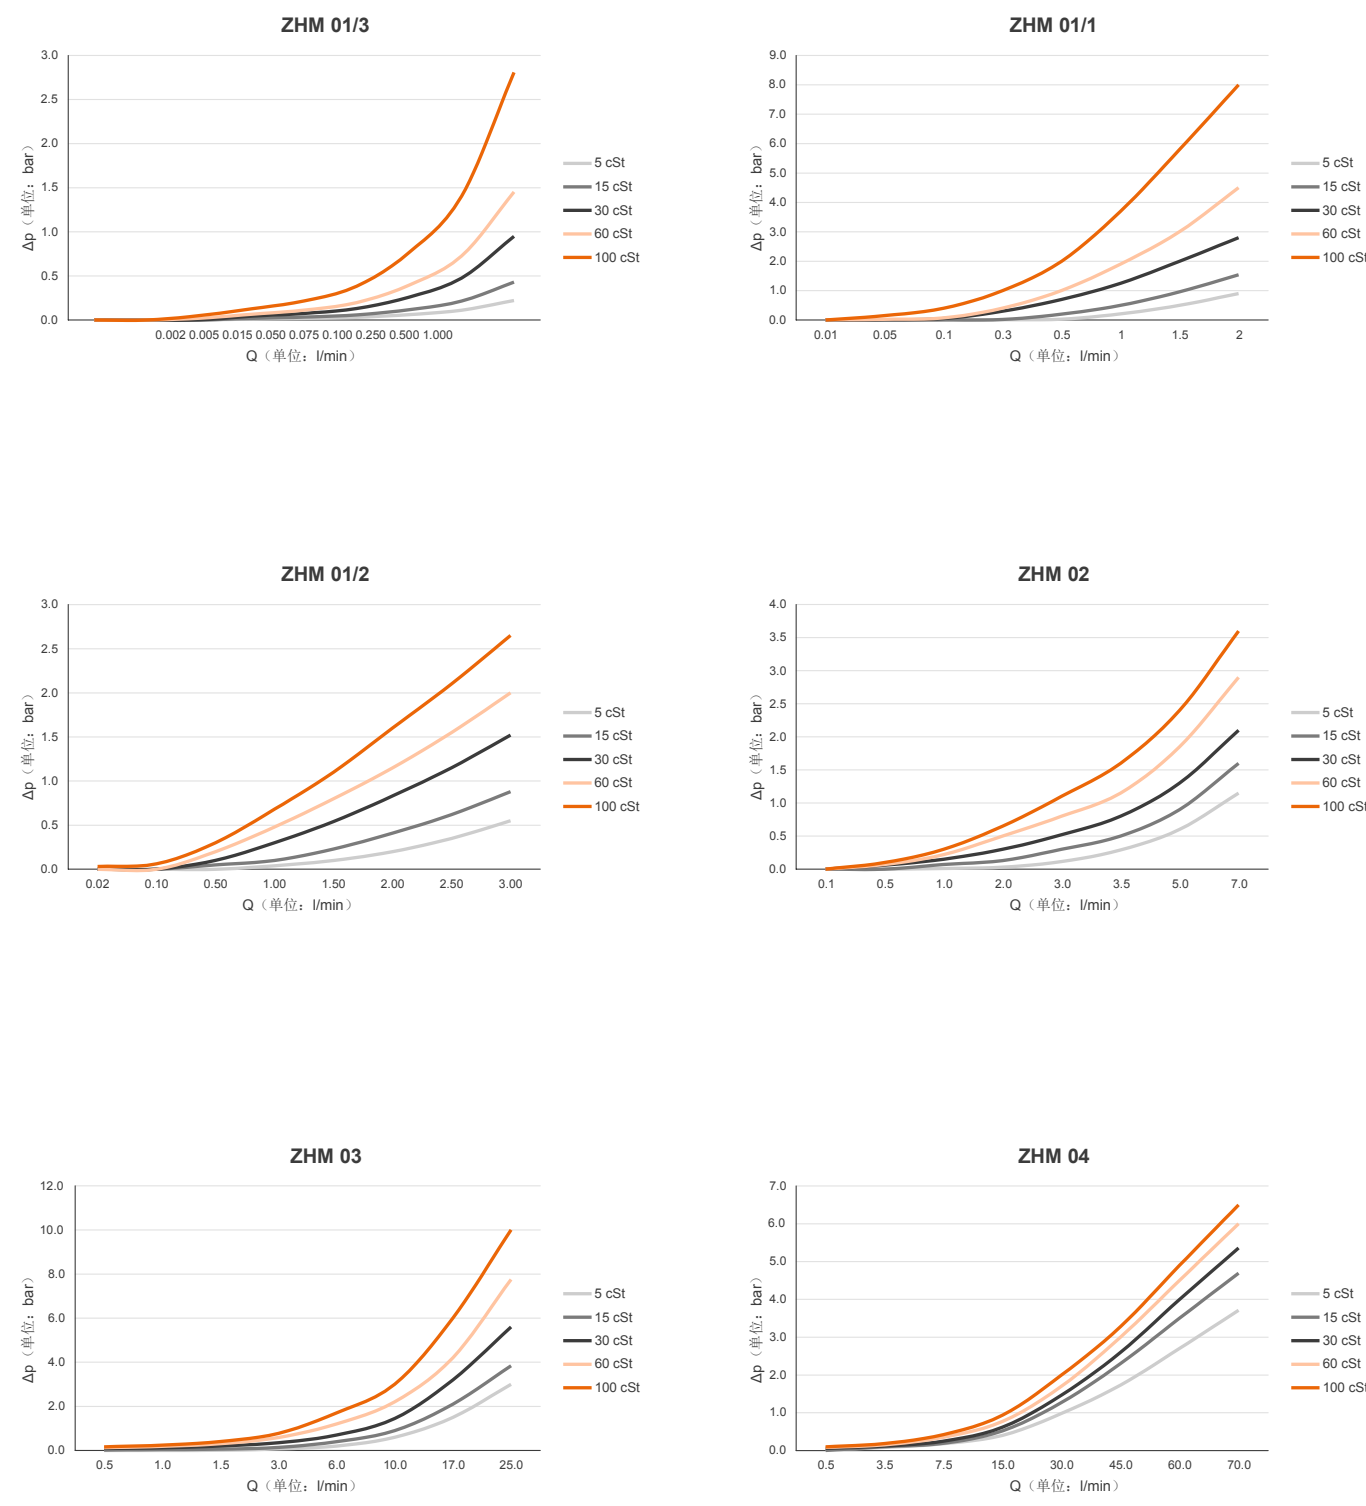 ZHM 01/3
3.0
2.5
2.0
1.5
1.0
0.5
0.0
Δp（单位：bar）
0.002 0.005 0.015 0.050 0.075 0.100 0.250 0.500 1.000
Q（单位：l/min）
5 cSt
15 cSt
30 cSt
60 cSt
100 cSt
ZHM 01/1
9.0
8.0
7.0
6.0
5.0
4.0
3.0
2.0
1.0
0.0
Δp（单位：bar）
0.01 0.05 0.1 0.3 0.5 1 1.5 2
Q（单位：l/min）
5 cSt
15 cSt
30 cSt
60 cSt
100 cSt
ZHM 01/2
3.0
2.5
2.0
1.5
1.0
0.5
0.0
Δp（单位：bar）
0.02 0.10 0.50 1.00 1.50 2.00 2.50 3.00
Q（单位：l/min）
5 cSt
15 cSt
30 cSt
60 cSt
100 cSt
ZHM 02
4.0
3.5
3.0
2.5
2.0
1.5
1.0
0.5
0.0
Δp（单位：bar）
0.1 0.5 1.0 2.0 3.0 3.5 5.0 7.0
Q（单位：l/min）
5 cSt
15 cSt
30 cSt
60 cSt
100 cSt
ZHM 03
12.0
10.0
8.0
6.0
4.0
2.0
0.0
Δp（单位：bar）
0.5 1.0 1.5 3.0 6.0 10.0 17.0 25.0
Q（单位：l/min）
5 cSt
15 cSt
30 cSt
60 cSt
100 cSt
ZHM 04
7.0
6.0
5.0
4.0
3.0
2.0
1.0
0.0
Δp（单位：bar）
0.5 3.5 7.5 15.0 30.0 45.0 60.0 70.0
Q（单位：l/min）
5 cSt
15 cSt
30 cSt
60 cSt
100 cSt